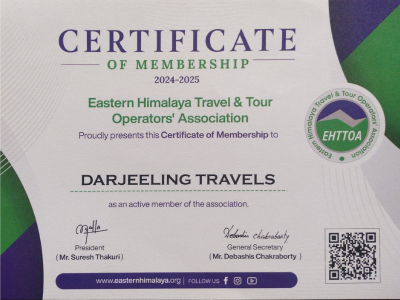 CERTIFICATE
OF MEMBERSHIP
2024-2025
Eastern Himalaya Travel & Tour
Operators' Association
Proudly presents this Certificate of Membership to
Eastern Himalaya Travel & Tour Operators' Association
EHTTOA
DARJEELING TRAVELS
as an active member of the association.
Debashis Chakraborty
President
( Mr. Suresh Thakuri )
General Secretary
( Mr. Debashis Chakraborty )
www.easternhimalaya.org | FOLLOW US